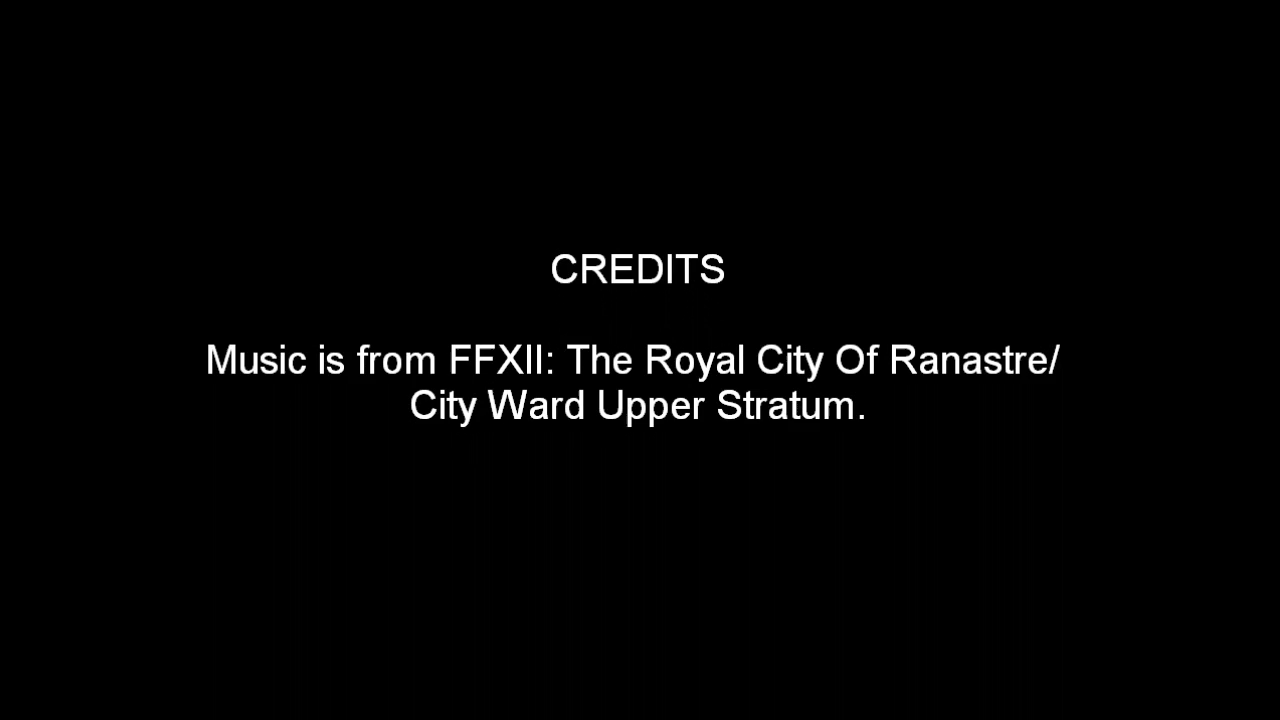 CREDITS
Music is from FFXII: The Royal City Of Ranastre/
City Ward Upper Stratum.